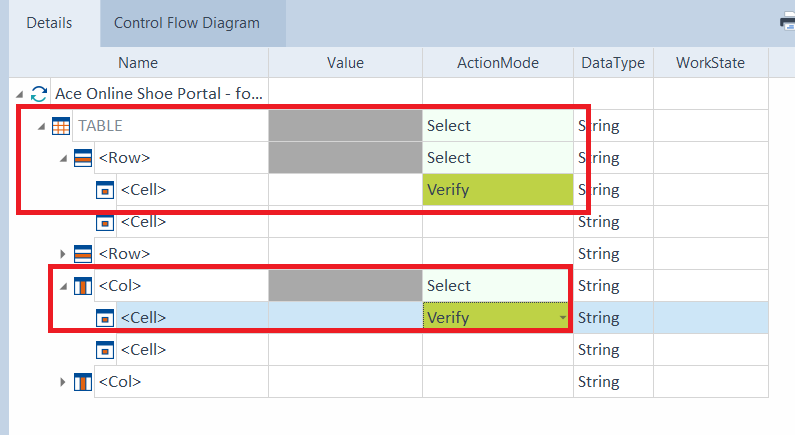 Details Control Flow Diagram
Name Value ActionMode DataType WorkState
Ace Online Shoe Portal - fo...
TABLE Select String
<Row> Select String
<Cell> Verify String
<Cell> String
<Row> String
<Col> Select String
<Cell> Verify String
<Cell> String
<Col> String